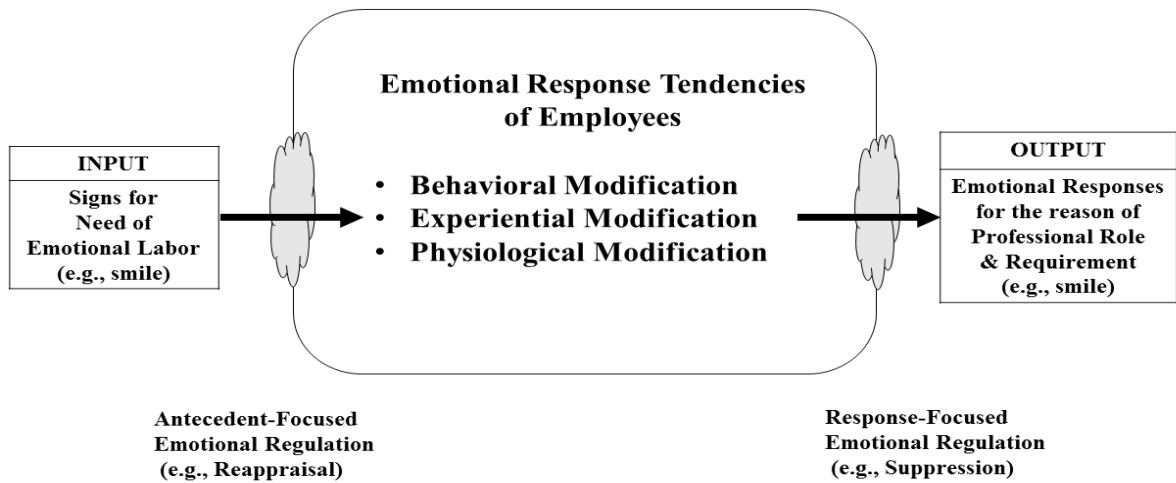 Emotional Response Tendencies
of Employees
INPUT
Signs for
Need of
Emotional Labor
(e.g., smile)
• Behavioral Modification
• Experiential Modification
• Physiological Modification
OUTPUT
Emotional Responses
for the reason of
Professional Role
& Requirement
(e.g., smile)
Antecedent-Focused
Emotional Regulation
(e.g., Reappraisal)
Response-Focused
Emotional Regulation
(e.g., Suppression)